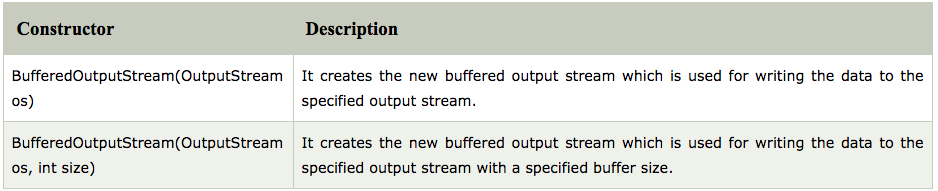 Constructor Description
BufferedOutputStream(OutputStream os) It creates the new buffered output stream which is used for writing the data to the
specified output stream.
BufferedOutputStream(OutputStream os, int size) It creates the new buffered output stream which is used for writing the data to the
specified output stream with a specified buffer size.